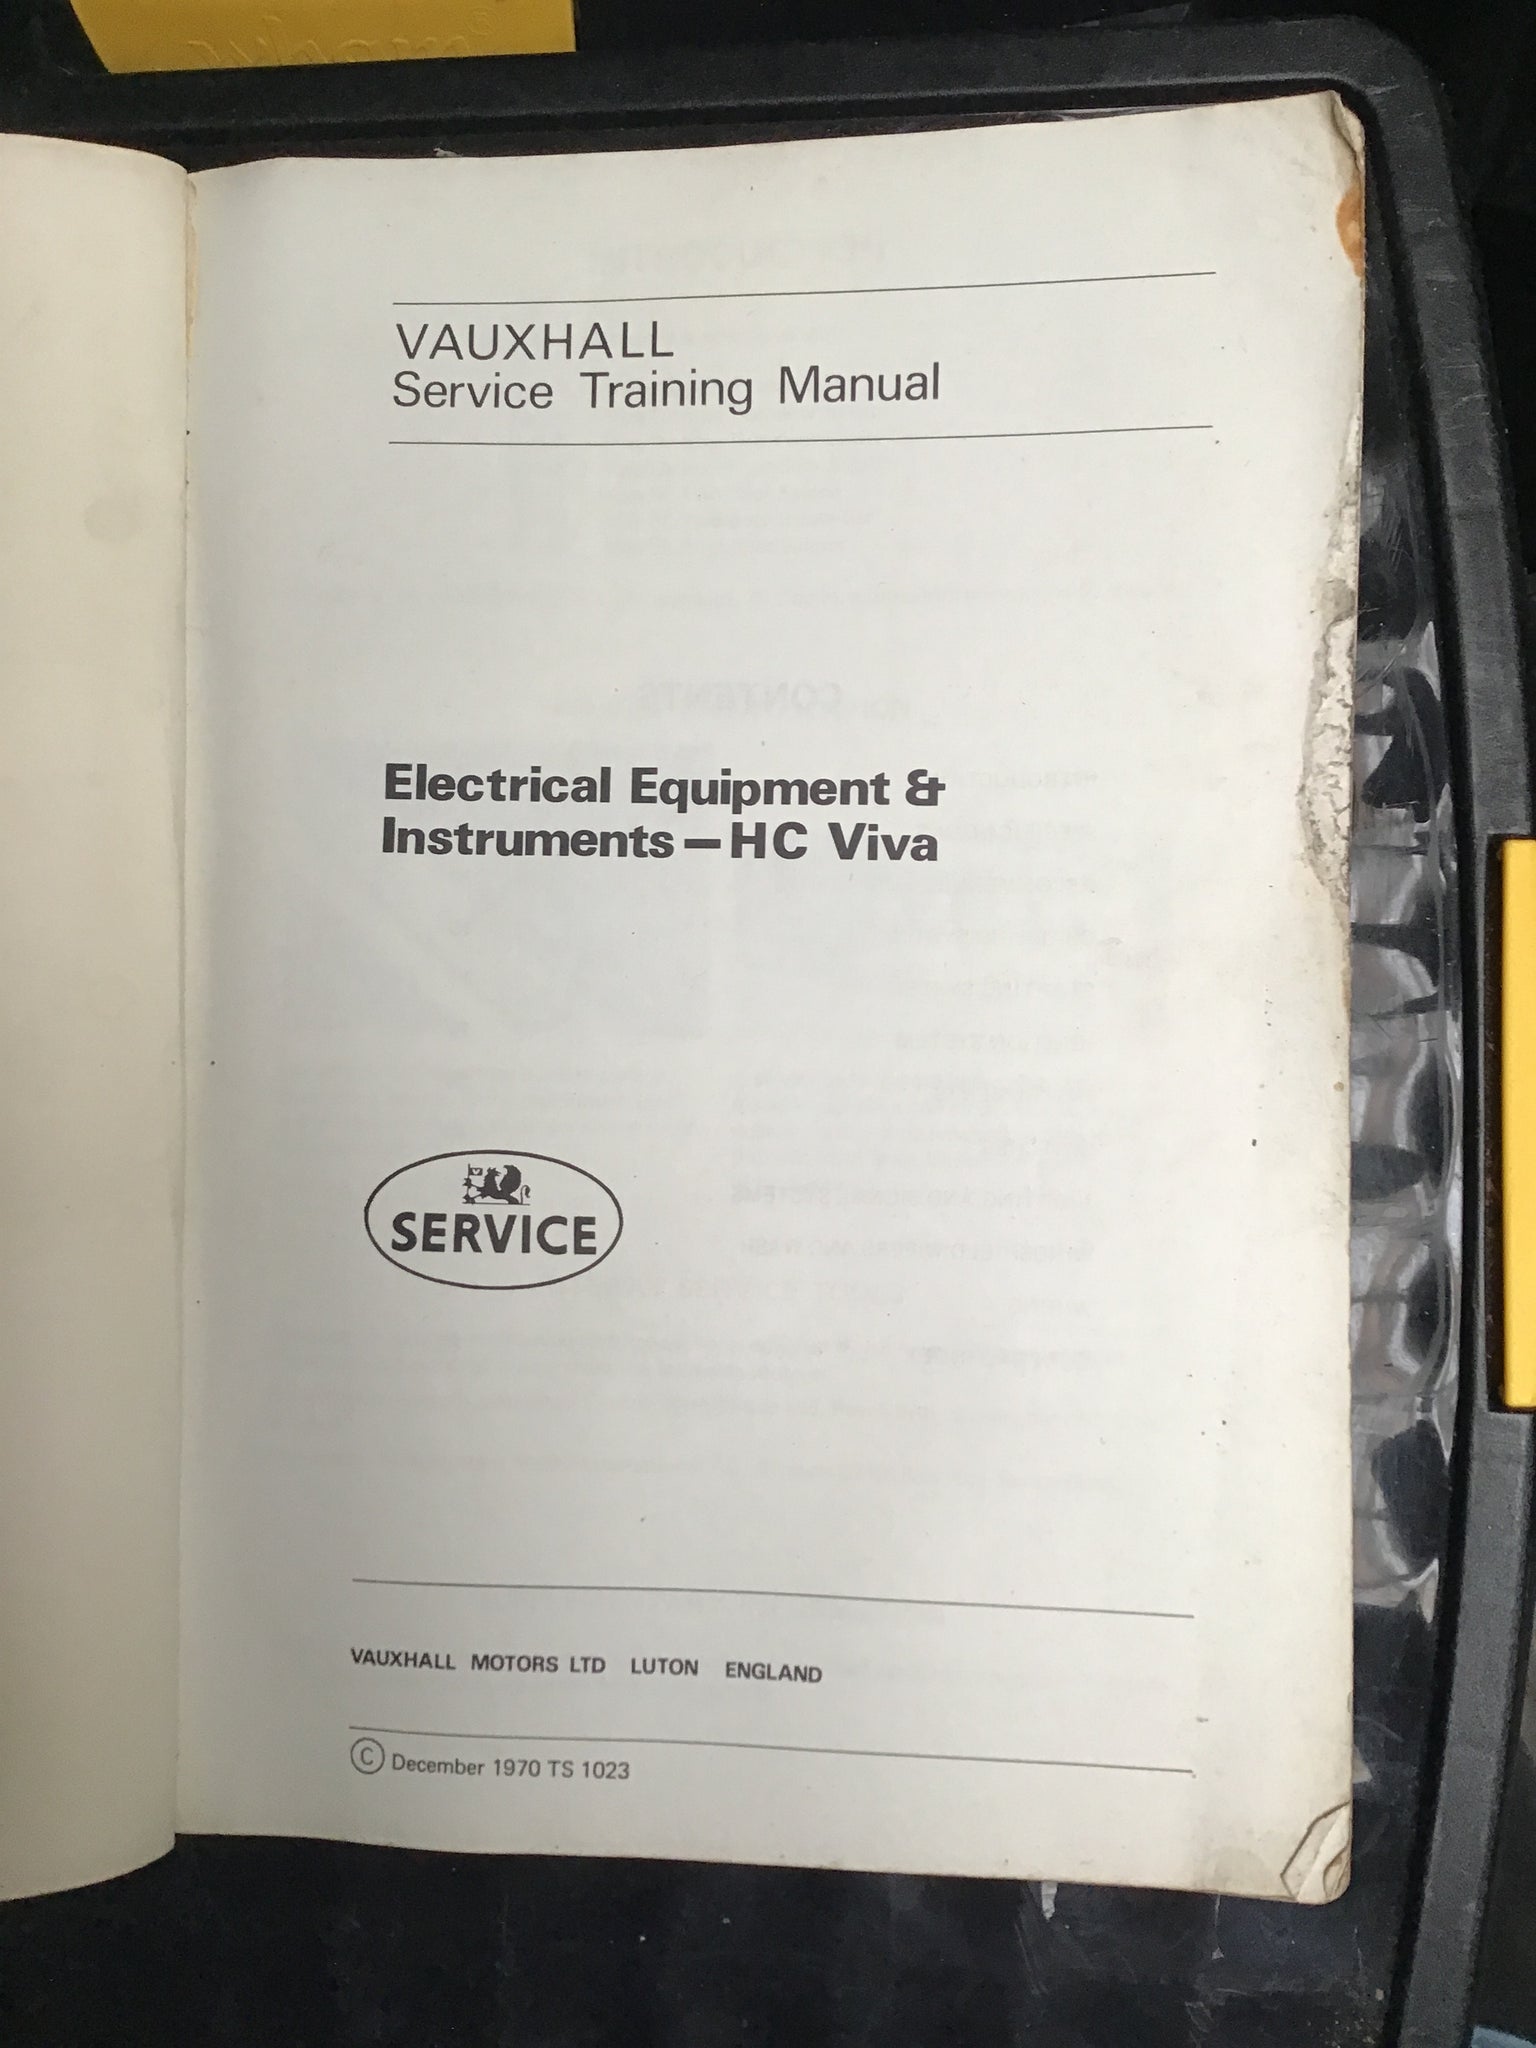 VAUXHALL
Service Training Manual
CONTENTS
Electrical Equipment &
Instruments – HC Viva
SERVICE
VAUXHALL MOTORS LTD LUTON ENGLAND
© December 1970 TS 1023